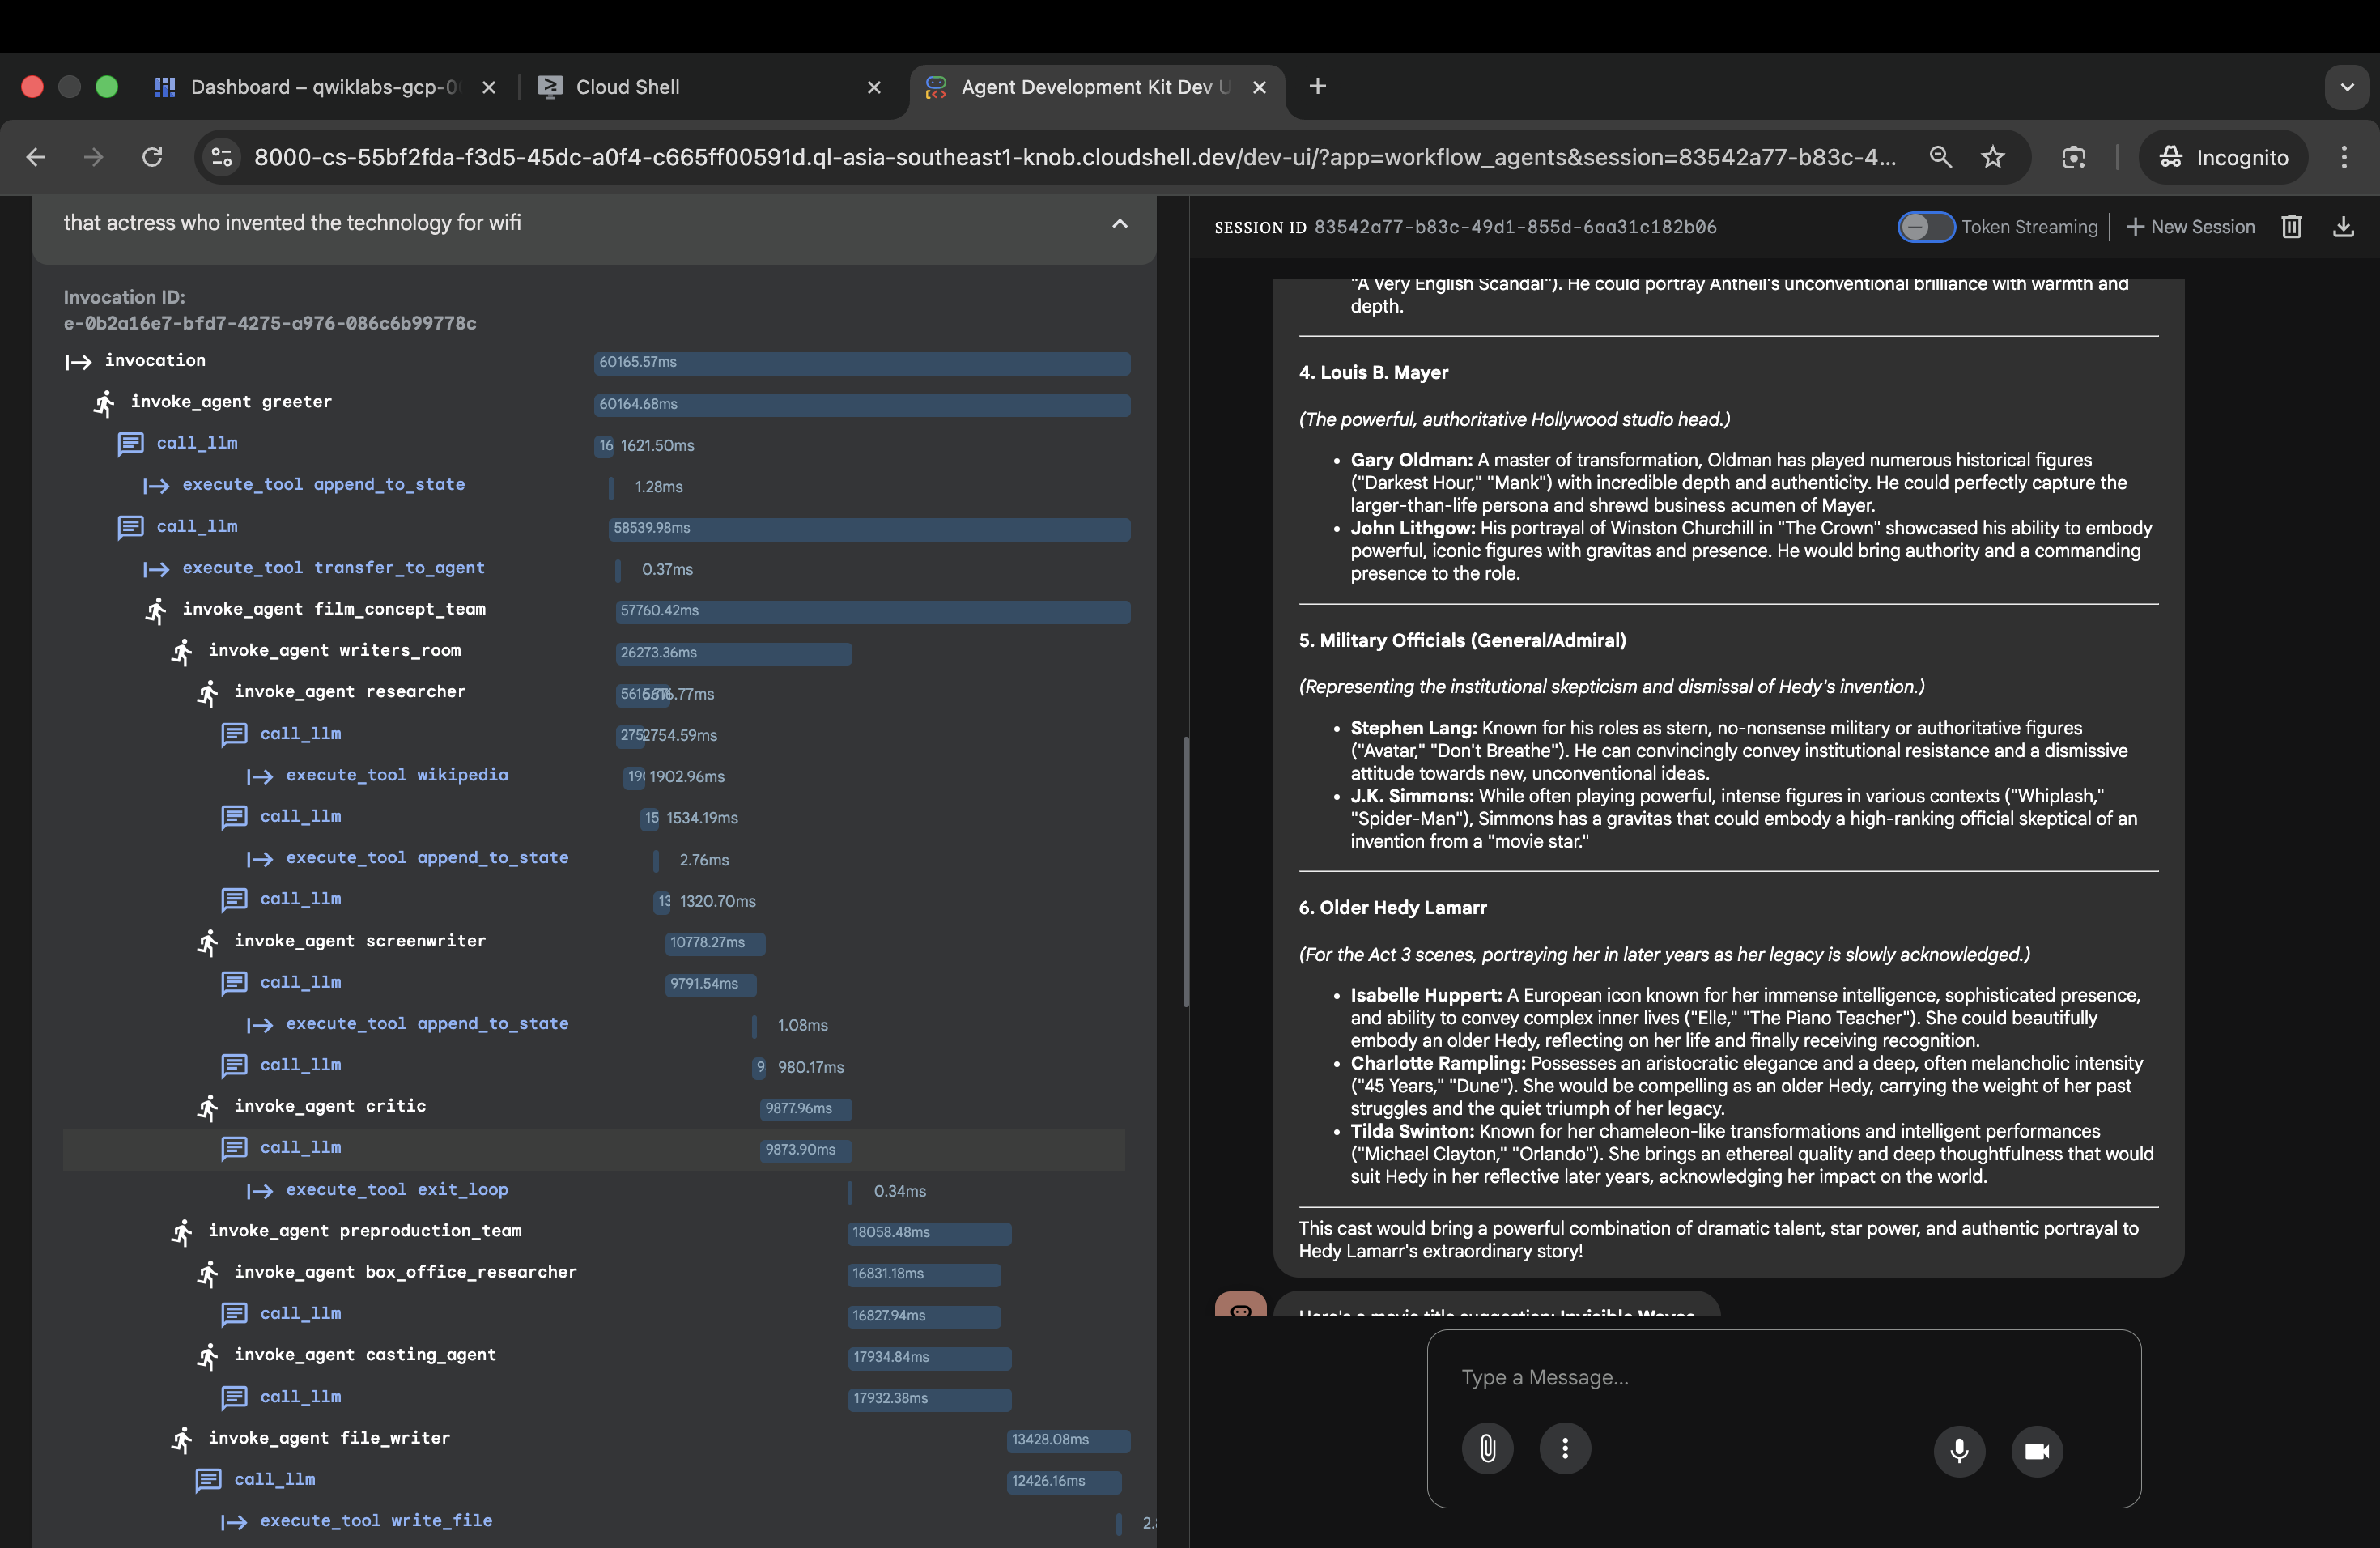 Dashboard – qwiklabs-gcp-0
Cloud Shell
Agent Development Kit Dev U
8000-cs-55bf2fda-f3d5-45dc-a0f4-c665ff00591d.ql-asia-southeast1-knob.cloudshell.dev/dev-ui/?app=workflow_agents&session=83542a77-b83c-4...
Incognito
that actress who invented the technology for wifi
Invocation ID:
e-0b2a16e7-bfd7-4275-a976-086c6b99778c
invocation 60165.57ms
invoke_agent greeter 60164.68ms
call_llm 16 1621.50ms
execute_tool append_to_state 1.28ms
call_llm 58539.98ms
execute_tool transfer_to_agent 0.37ms
invoke_agent film_concept_team 57760.42ms
invoke_agent writers_room 26273.36ms
invoke_agent researcher
call_llm 275 2754.59ms
execute_tool wikipedia 190 1902.96ms
call_llm 15 1534.19ms
execute_tool append_to_state 2.76ms
call_llm 13 1320.70ms
invoke_agent screenwriter 10778.27ms
call_llm 9791.54ms
execute_tool append_to_state 1.08ms
call_llm 9 980.17ms
invoke_agent critic 9877.96ms
call_llm 9873.90ms
execute_tool exit_loop 0.34ms
invoke_agent preproduction_team 18058.48ms
invoke_agent box_office_researcher 16831.18ms
call_llm 16827.94ms
invoke_agent casting_agent 17934.84ms
call_llm 17932.38ms
invoke_agent file_writer 13428.08ms
call_llm 12426.16ms
execute_tool write_file
SESSION ID 83542a77-b83c-49d1-855d-6aa31c182b06
Token Streaming
New Session
"A Very English Scandal"). He could portray Antheil's unconventional brilliance with warmth and
depth.
4. Louis B. Mayer
(The powerful, authoritative Hollywood studio head.)
• Gary Oldman: A master of transformation, Oldman has played numerous historical figures
("Darkest Hour," "Mank") with incredible depth and authenticity. He could perfectly capture the
larger-than-life persona and shrewd business acumen of Mayer.
• John Lithgow: His portrayal of Winston Churchill in "The Crown" showcased his ability to embody
powerful, iconic figures with gravitas and presence. He would bring authority and a commanding
presence to the role.
5. Military Officials (General/Admiral)
(Representing the institutional skepticism and dismissal of Hedy's invention.)
• Stephen Lang: Known for his roles as stern, no-nonsense military or authoritative figures
("Avatar," "Don't Breathe"). He can convincingly convey institutional resistance and a dismissive
attitude towards new, unconventional ideas.
• J.K. Simmons: While often playing powerful, intense figures in various contexts ("Whiplash,"
"Spider-Man"), Simmons has a gravitas that could embody a high-ranking official skeptical of an
invention from a "movie star."
6. Older Hedy Lamarr
(For the Act 3 scenes, portraying her in later years as her legacy is slowly acknowledged.)
• Isabelle Huppert: A European icon known for her immense intelligence, sophisticated presence,
and ability to convey complex inner lives ("Elle," "The Piano Teacher"). She could beautifully
embody an older Hedy, reflecting on her life and finally receiving recognition.
• Charlotte Rampling: Possesses an aristocratic elegance and a deep, often melancholic intensity
("45 Years," "Dune"). She would be compelling as an older Hedy, carrying the weight of her past
struggles and the quiet triumph of her legacy.
• Tilda Swinton: Known for her chameleon-like transformations and intelligent performances
("Michael Clayton," "Orlando"). She brings an ethereal quality and deep thoughtfulness that would
suit Hedy in her reflective later years, acknowledging her impact on the world.
This cast would bring a powerful combination of dramatic talent, star power, and authentic portrayal to
Hedy Lamarr's extraordinary story!
Here's a movie title suggestion: Invisible Waves
Type a Message...